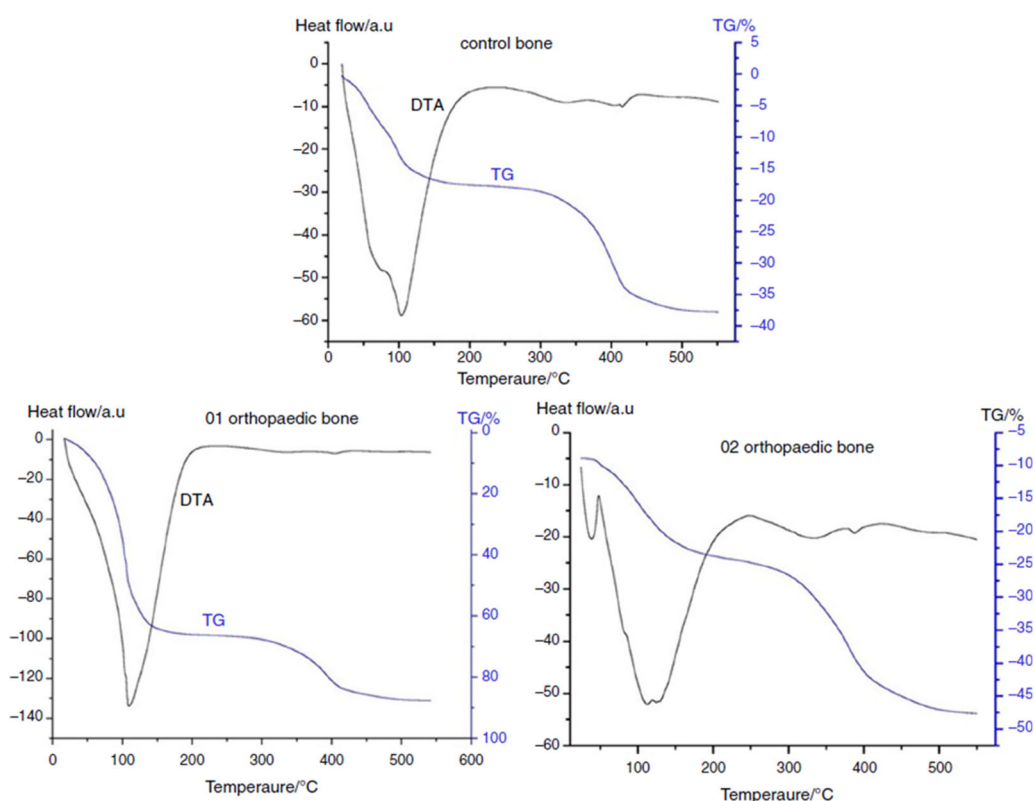 Heat flow/a.u
TG/%
control bone
5
0
0
−5
−10
DTA
−5
−10
−20
−15
−30
TG
−20
−40
−25
−50
−30
−35
−60
−40
0 100 200 300 400 500
Temperaure/°C
Heat flow/a.u
01 orthopaedic bone
TG/%
0
0
−20
DTA
−40
20
−60
40
−80
−100
TG
60
−120
80
−140
100
0 100 200 300 400 500 600
Temperaure/°C
Heat flow/a.u
TG/%
02 orthopaedic bone
0
−5
−10
−10
−15
−20
−20
−25
−30
−30
−40
−35
−40
−50
−45
−50
−60
100 200 300 400 500
Temperaure/°C